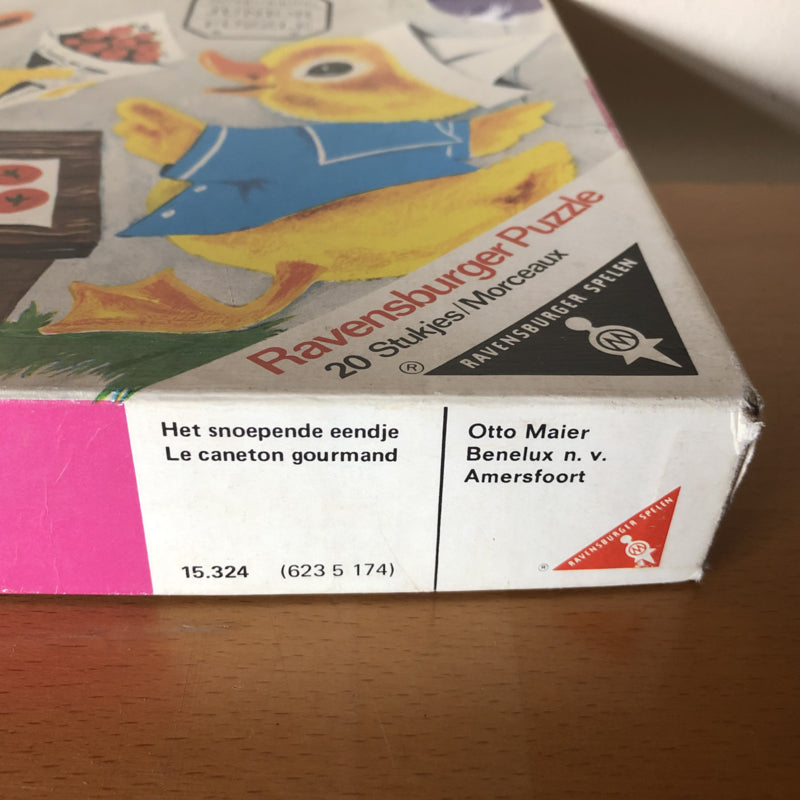 Ravensburger Puzzle
20 Stukjes/Morceaux
®
RAVENSBURGER SPELEN
Het snoepende eendje
Le caneton gourmand
15.324 (623 5 174)
Otto Maier
Benelux n. v.
Amersfoort
®
RAVENSBURGER SPELEN